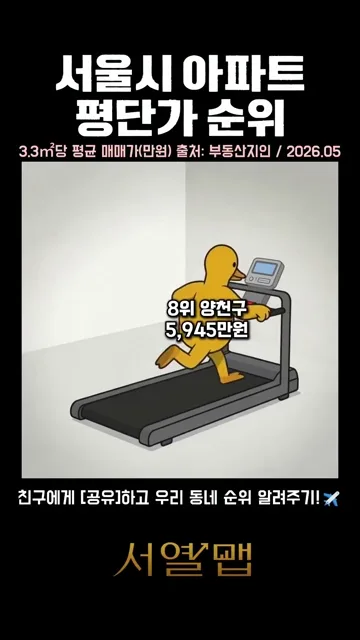 서울시 아파트
평단가 순위
3.3㎡당 평균 매매가(만원) 출처: 부동산지인 / 2026.05
8위 양천구
5,945만원
친구에게 [공유]하고 우리 동네 순위 알려주기! ✈️
서열맵